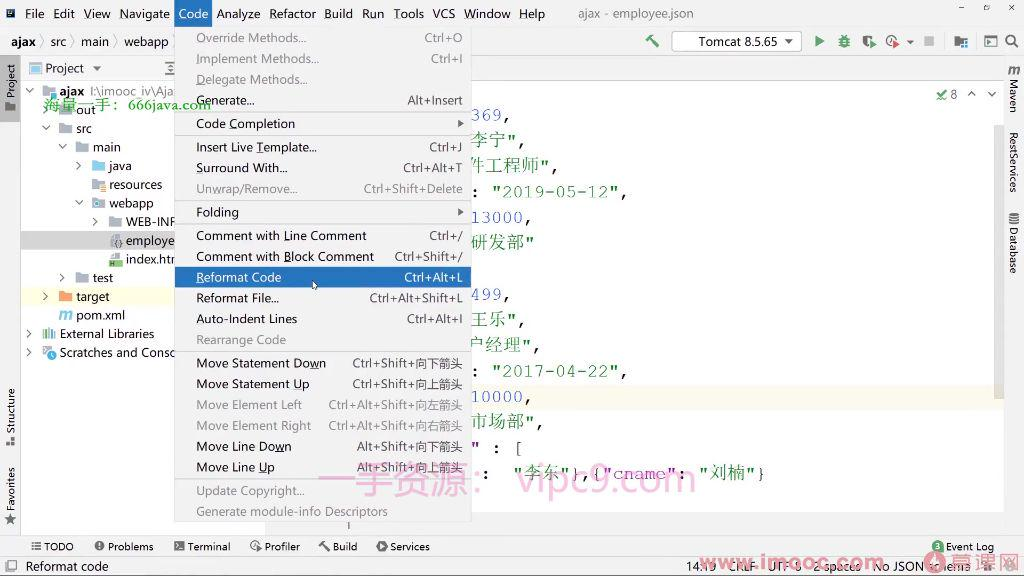 File Edit View Navigate Code Analyze Refactor Build Run Tools VCS Window Help ajax - employee.json
ajax src main webapp Tomcat 8.5.65
Project
Project
ajax I:\imooc_iv\Aja
海量一手：666java.com
out
src
main
java
resources
webapp
WEB-INF
employe
index.htm
test
target
pom.xml
External Libraries
Scratches and Conso
Structure
Favorites
Override Methods... Ctrl+O
Implement Methods... Ctrl+I
Delegate Methods...
Generate... Alt+Insert
Code Completion
Insert Live Template... Ctrl+J
Surround With... Ctrl+Alt+T
Unwrap/Remove... Ctrl+Shift+Delete
Folding
Comment with Line Comment Ctrl+/
Comment with Block Comment Ctrl+Shift+/
Reformat Code Ctrl+Alt+L
Reformat File... Ctrl+Alt+Shift+L
Auto-Indent Lines Ctrl+Alt+I
Rearrange Code
Move Statement Down Ctrl+Shift+向下箭头
Move Statement Up Ctrl+Shift+向上箭头
Move Element Left Ctrl+Alt+Shift+向左箭头
Move Element Right Ctrl+Alt+Shift+向右箭头
Move Line Down Alt+Shift+向下箭头
Move Line Up Alt+Shift+向上箭头
Update Copyright...
Generate module-info Descriptors
8
369,
李宁",
件工程师",
: "2019-05-12",
13000,
研发部"
499,
王乐",
户经理",
: "2017-04-22",
10000,
市场部",
" : [
: "李东"},{"cname": "刘楠"}
一手资源： vipc9.com
Maven
RestServices
Database
TODO Problems Terminal Profiler Build Services 3 Event Log
Reformat code 14:19 CRLF UTF-8 2 spaces No JSON schema
www.imooc.com 慕课网